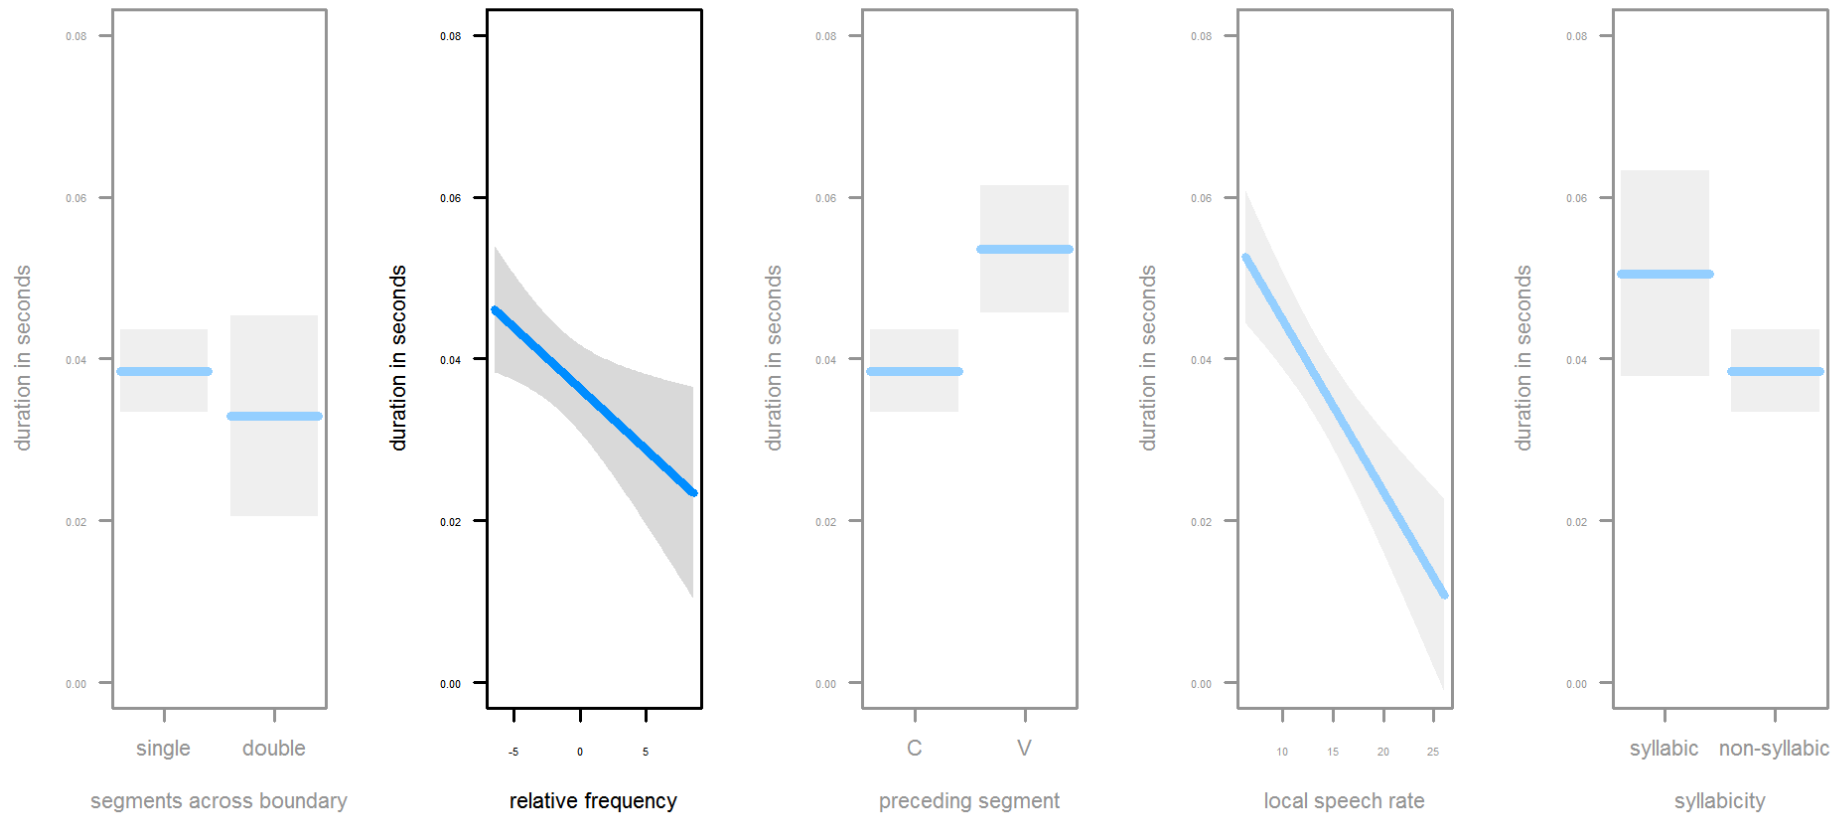 0.08 0.08 0.08 0.08 0.08
0.06 0.06 0.06 0.06 0.06
duration in seconds duration in seconds duration in seconds duration in seconds duration in seconds
0.04 0.04 0.04 0.04 0.04
0.02 0.02 0.02 0.02 0.02
0.00 0.00 0.00 0.00 0.00
single double -5 0 5 C V 10 15 20 25 syllabic non-syllabic
segments across boundary relative frequency preceding segment local speech rate syllabicity